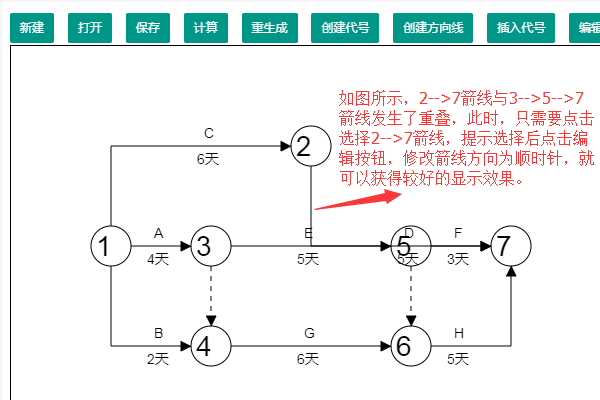 新建 打开 保存 计算 重生成 创建代号 创建方向线 插入代号 编辑
如图所示，2-->7箭线与3-->5-->7
箭线发生了重叠，此时，只需要点击
选择2-->7箭线，提示选择后点击编
辑按钮，修改箭线方向为顺时针，就
可以获得较好的显示效果。
C
2
6天
A E D F
1 3 5 7
4天 5天 5天 3天
B G H
4 6
2天 6天 5天